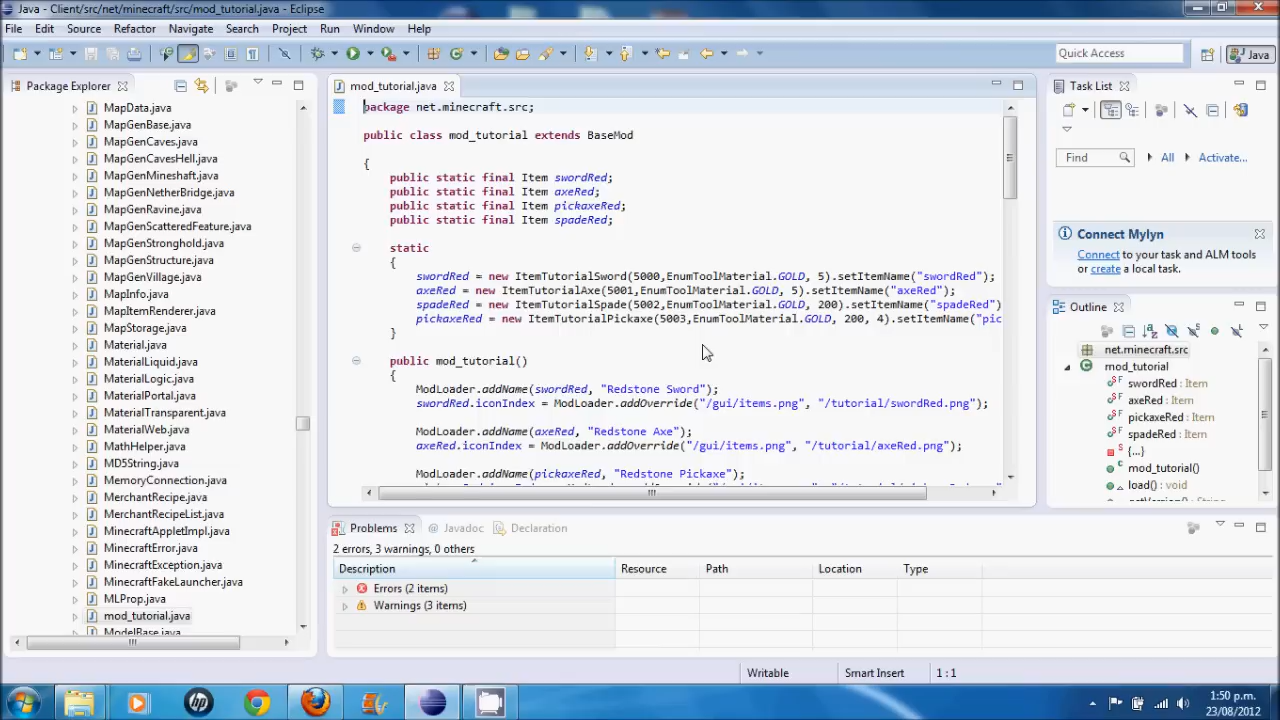 Java - Client/src/net/minecraft/src/mod_tutorial.java - Eclipse
File Edit Source Refactor Navigate Search Project Run Window Help
Quick Access
Java
Package Explorer
MapData.java
MapGenBase.java
MapGenCaves.java
MapGenCavesHell.java
MapGenMineshaft.java
MapGenNetherBridge.java
MapGenRavine.java
MapGenScatteredFeature.java
MapGenStronghold.java
MapGenStructure.java
MapGenVillage.java
MapInfo.java
MapItemRenderer.java
MapStorage.java
Material.java
MaterialLiquid.java
MaterialLogic.java
MaterialPortal.java
MaterialTransparent.java
MaterialWeb.java
MathHelper.java
MD5String.java
MemoryConnection.java
MerchantRecipe.java
MerchantRecipeList.java
MinecraftAppletImpl.java
MinecraftError.java
MinecraftException.java
MinecraftFakeLauncher.java
MLProp.java
mod_tutorial.java
ModelBase.java
mod_tutorial.java
package net.minecraft.src;
public class mod_tutorial extends BaseMod
{
public static final Item swordRed;
public static final Item axeRed;
public static final Item pickaxeRed;
public static final Item spadeRed;
static
{
swordRed = new ItemTutorialSword(5000,EnumToolMaterial.GOLD, 5).setItemName("swordRed");
axeRed = new ItemTutorialAxe(5001,EnumToolMaterial.GOLD, 5).setItemName("axeRed");
spadeRed = new ItemTutorialSpade(5002,EnumToolMaterial.GOLD, 200).setItemName("spadeRed")
pickaxeRed = new ItemTutorialPickaxe(5003,EnumToolMaterial.GOLD, 200, 4).setItemName("pic
}
public mod_tutorial()
{
ModLoader.addName(swordRed, "Redstone Sword");
swordRed.iconIndex = ModLoader.addOverride("/gui/items.png", "/tutorial/swordRed.png");
ModLoader.addName(axeRed, "Redstone Axe");
axeRed.iconIndex = ModLoader.addOverride("/gui/items.png", "/tutorial/axeRed.png");
ModLoader.addName(pickaxeRed, "Redstone Pickaxe");
Task List
Find
All
Activate...
Connect Mylyn
Connect to your task and ALM tools
or create a local task.
Outline
net.minecraft.src
mod_tutorial
swordRed : Item
axeRed : Item
pickaxeRed : Item
spadeRed : Item
{...}
mod_tutorial()
load() : void
getVersion() : String
Problems @ Javadoc Declaration
2 errors, 3 warnings, 0 others
Description Resource Path Location Type
Errors (2 items)
Warnings (3 items)
Writable Smart Insert 1 : 1
1:50 p.m.
23/08/2012